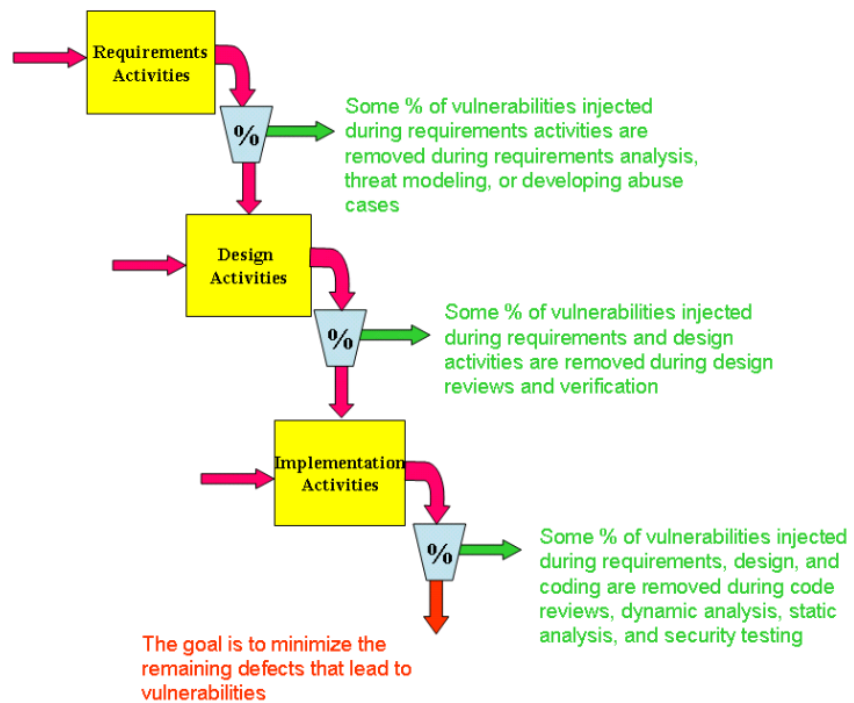 Requirements
Activities
%
Some % of vulnerabilities injected
during requirements activities are
removed during requirements analysis,
threat modeling, or developing abuse
cases
Design
Activities
%
Some % of vulnerabilities injected
during requirements and design
activities are removed during design
reviews and verification
Implementation
Activities
%
Some % of vulnerabilities injected
during requirements, design, and
coding are removed during code
reviews, dynamic analysis, static
analysis, and security testing
The goal is to minimize the
remaining defects that lead to
vulnerabilities